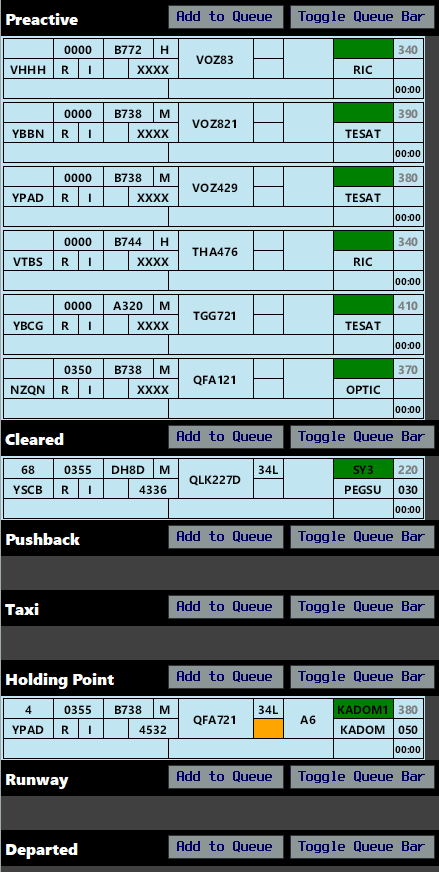 Preactive Add to Queue Toggle Queue Bar
0000 B772 H VOZ83 340
VHHH R I XXXX RIC
00:00
0000 B738 M VOZ821 390
YBBN R I XXXX TESAT
00:00
0000 B738 M VOZ429 380
YPAD R I XXXX TESAT
00:00
0000 B744 H THA476 340
VTBS R I XXXX RIC
00:00
0000 A320 M TGG721 410
YBCG R I XXXX TESAT
00:00
0350 B738 M QFA121 370
NZQN R I XXXX OPTIC
00:00
Cleared Add to Queue Toggle Queue Bar
68 0355 DH8D M QLK227D 34L SY3 220
YSCB R I 4336 PEGSU 030
00:00
Pushback Add to Queue Toggle Queue Bar
Taxi Add to Queue Toggle Queue Bar
Holding Point Add to Queue Toggle Queue Bar
4 0355 B738 M QFA721 34L A6 KADOM1 380
YPAD R I 4532 KADOM 050
00:00
Runway Add to Queue Toggle Queue Bar
Departed Add to Queue Toggle Queue Bar